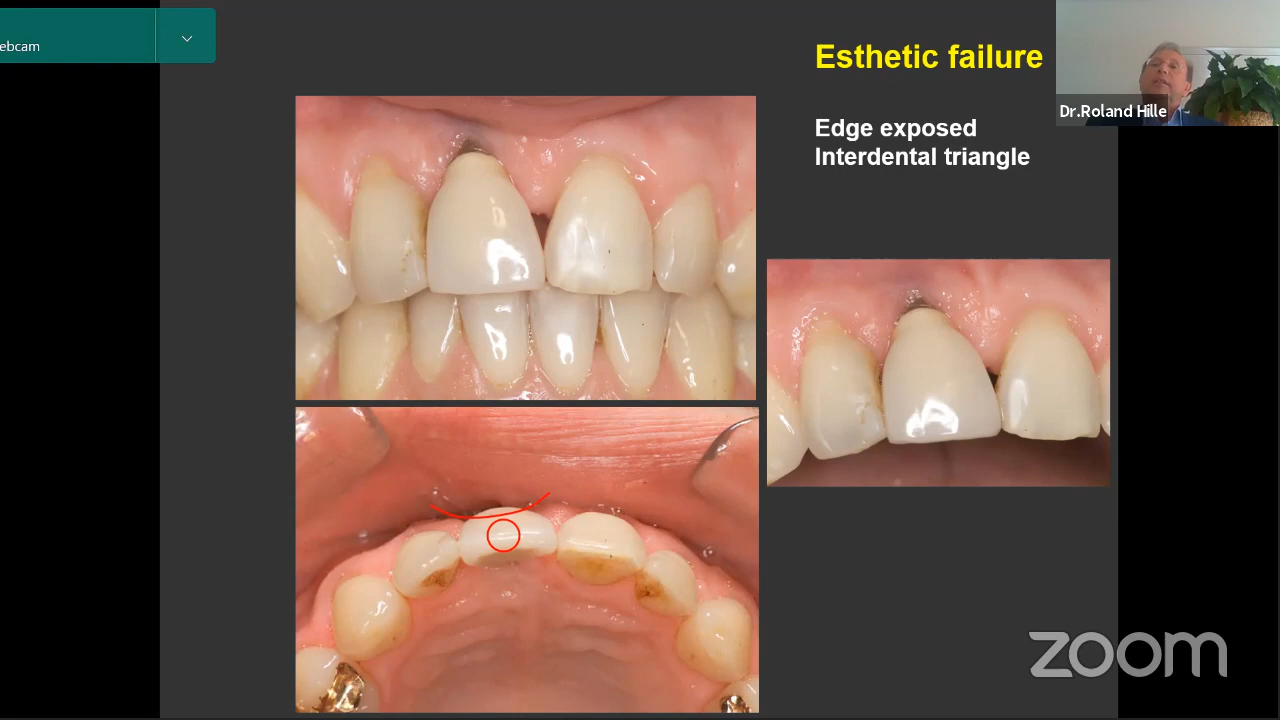 ebcam
Esthetic failure
Edge exposed
Interdental triangle
Dr.Roland Hille
zoom